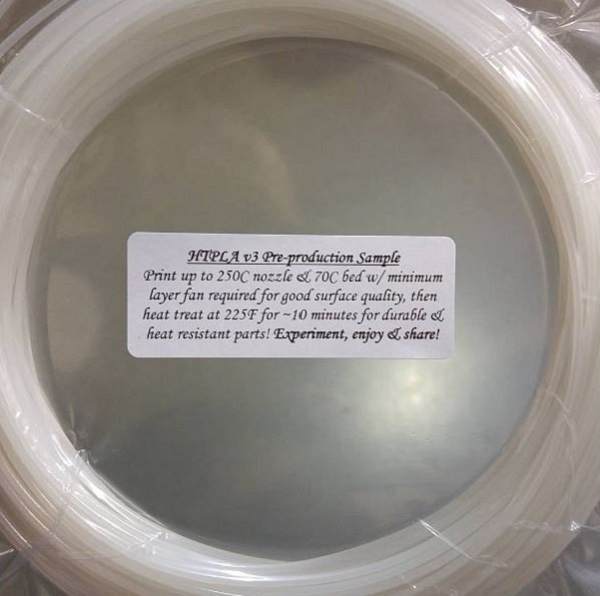 HTPLA v3 Pre-production Sample
Print up to 250C nozzle & 70C bed w/ minimum
layer fan required for good surface quality, then
heat treat at 225F for ~10 minutes for durable &
heat resistant parts! Experiment, enjoy & share!